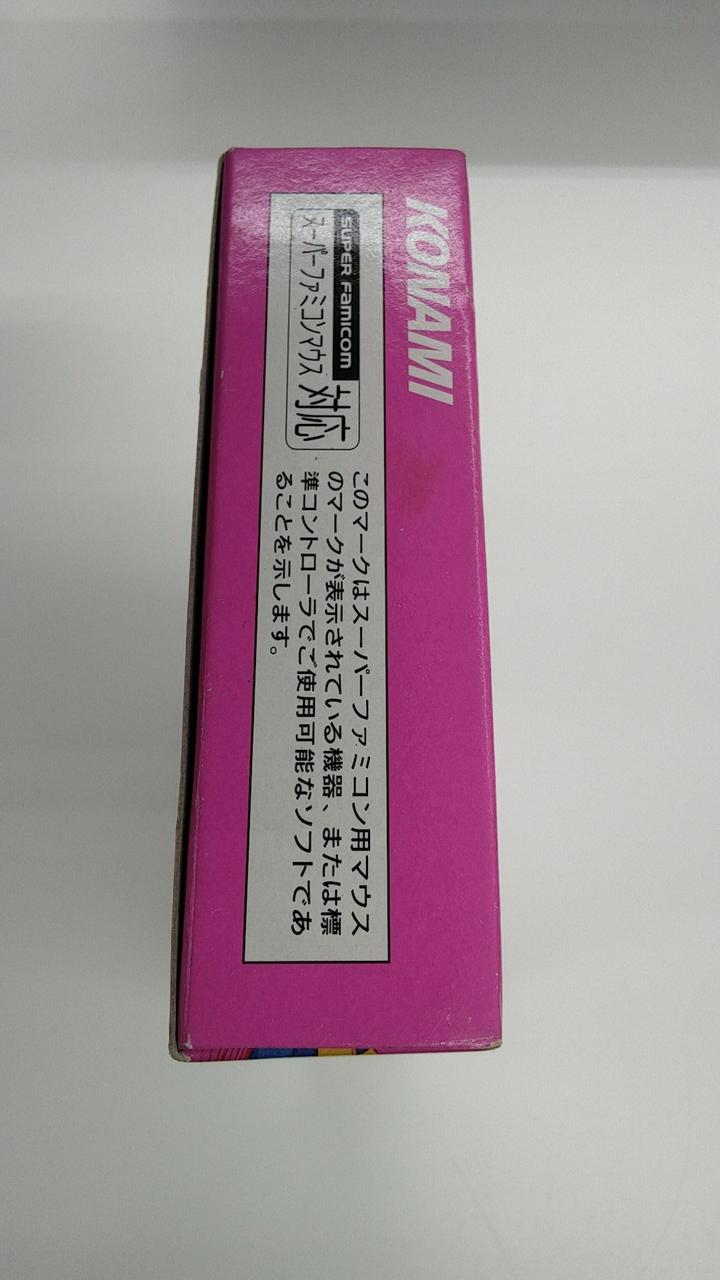 KONAMI
SUPER FAMICOM
スーパーファミコンマウス対応
このマークはスーパーファミコン用マウス
のマークが表示されている機器、または標
準コントローラでご使用可能なソフトであ
ることを示します。